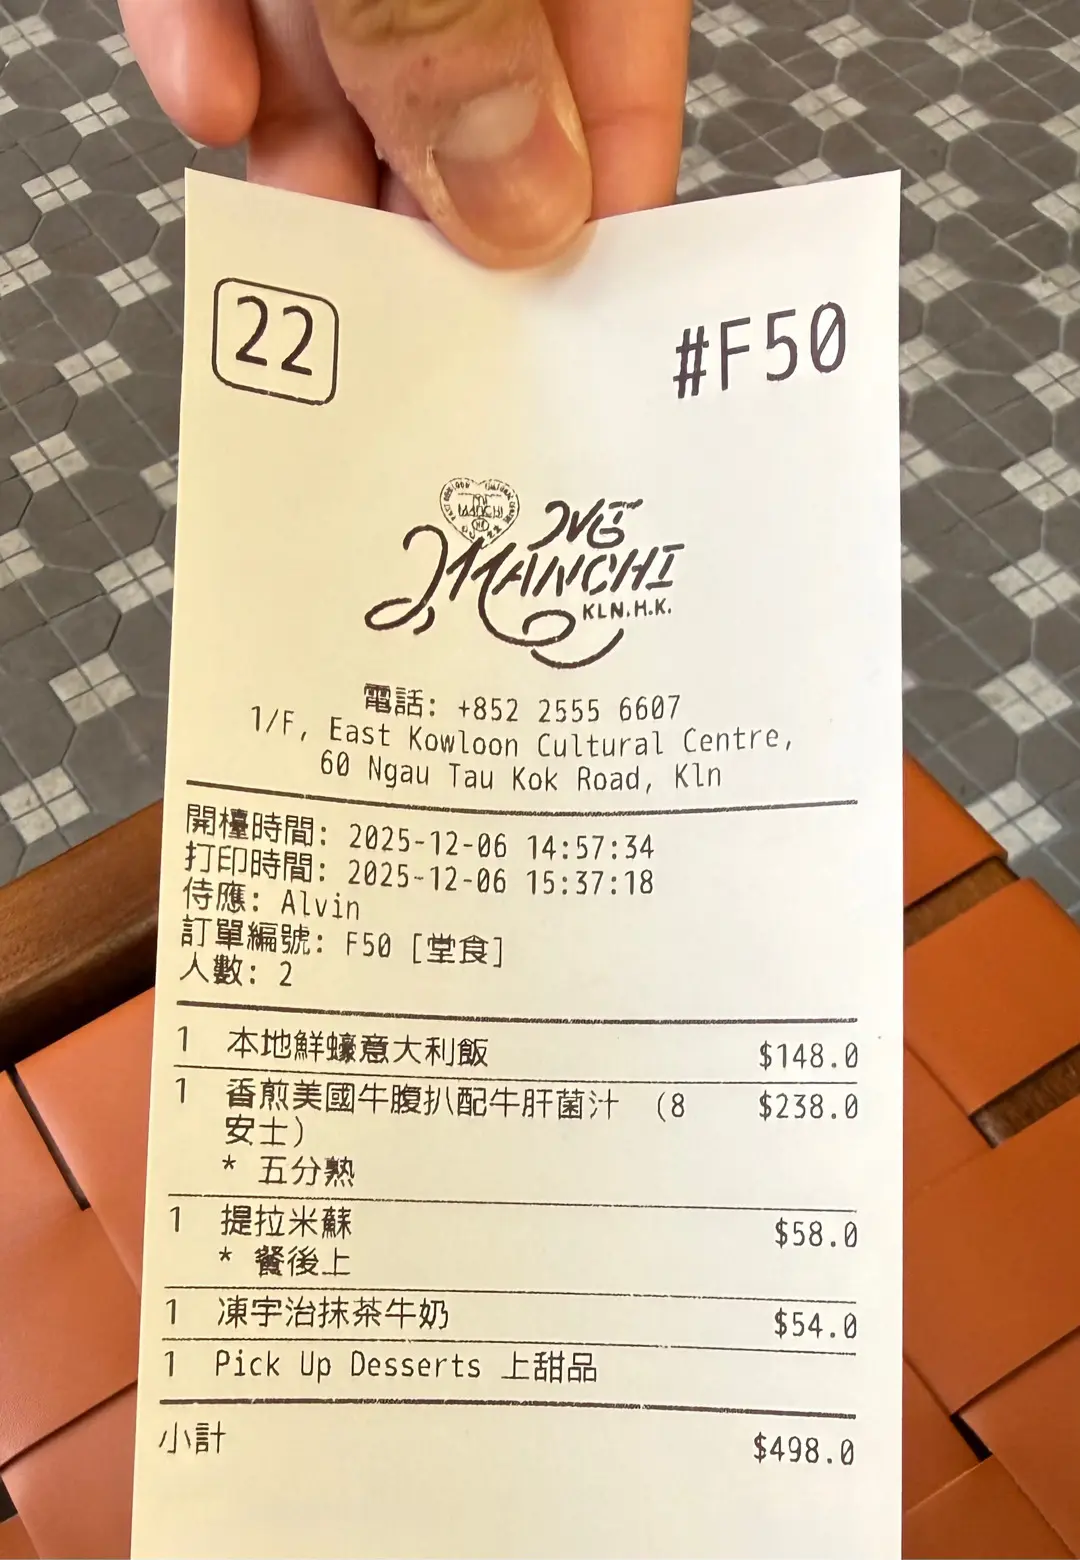 22
#F50
NG
MANCHI
KLN.H.K.
電話: +852 2555 6607
1/F, East Kowloon Cultural Centre,
60 Ngau Tau Kok Road, Kln
開檯時間: 2025-12-06 14:57:34
打印時間: 2025-12-06 15:37:18
侍應: Alvin
訂單編號: F50 [堂食]
人數: 2
1 本地鮮蠔意大利飯 $148.0
1 香煎美國牛腹扒配牛肝菌汁 (8 $238.0
安士)
* 五分熟
1 提拉米蘇 $58.0
* 餐後上
1 凍宇治抹茶牛奶 $54.0
1 Pick Up Desserts 上甜品
小計 $498.0